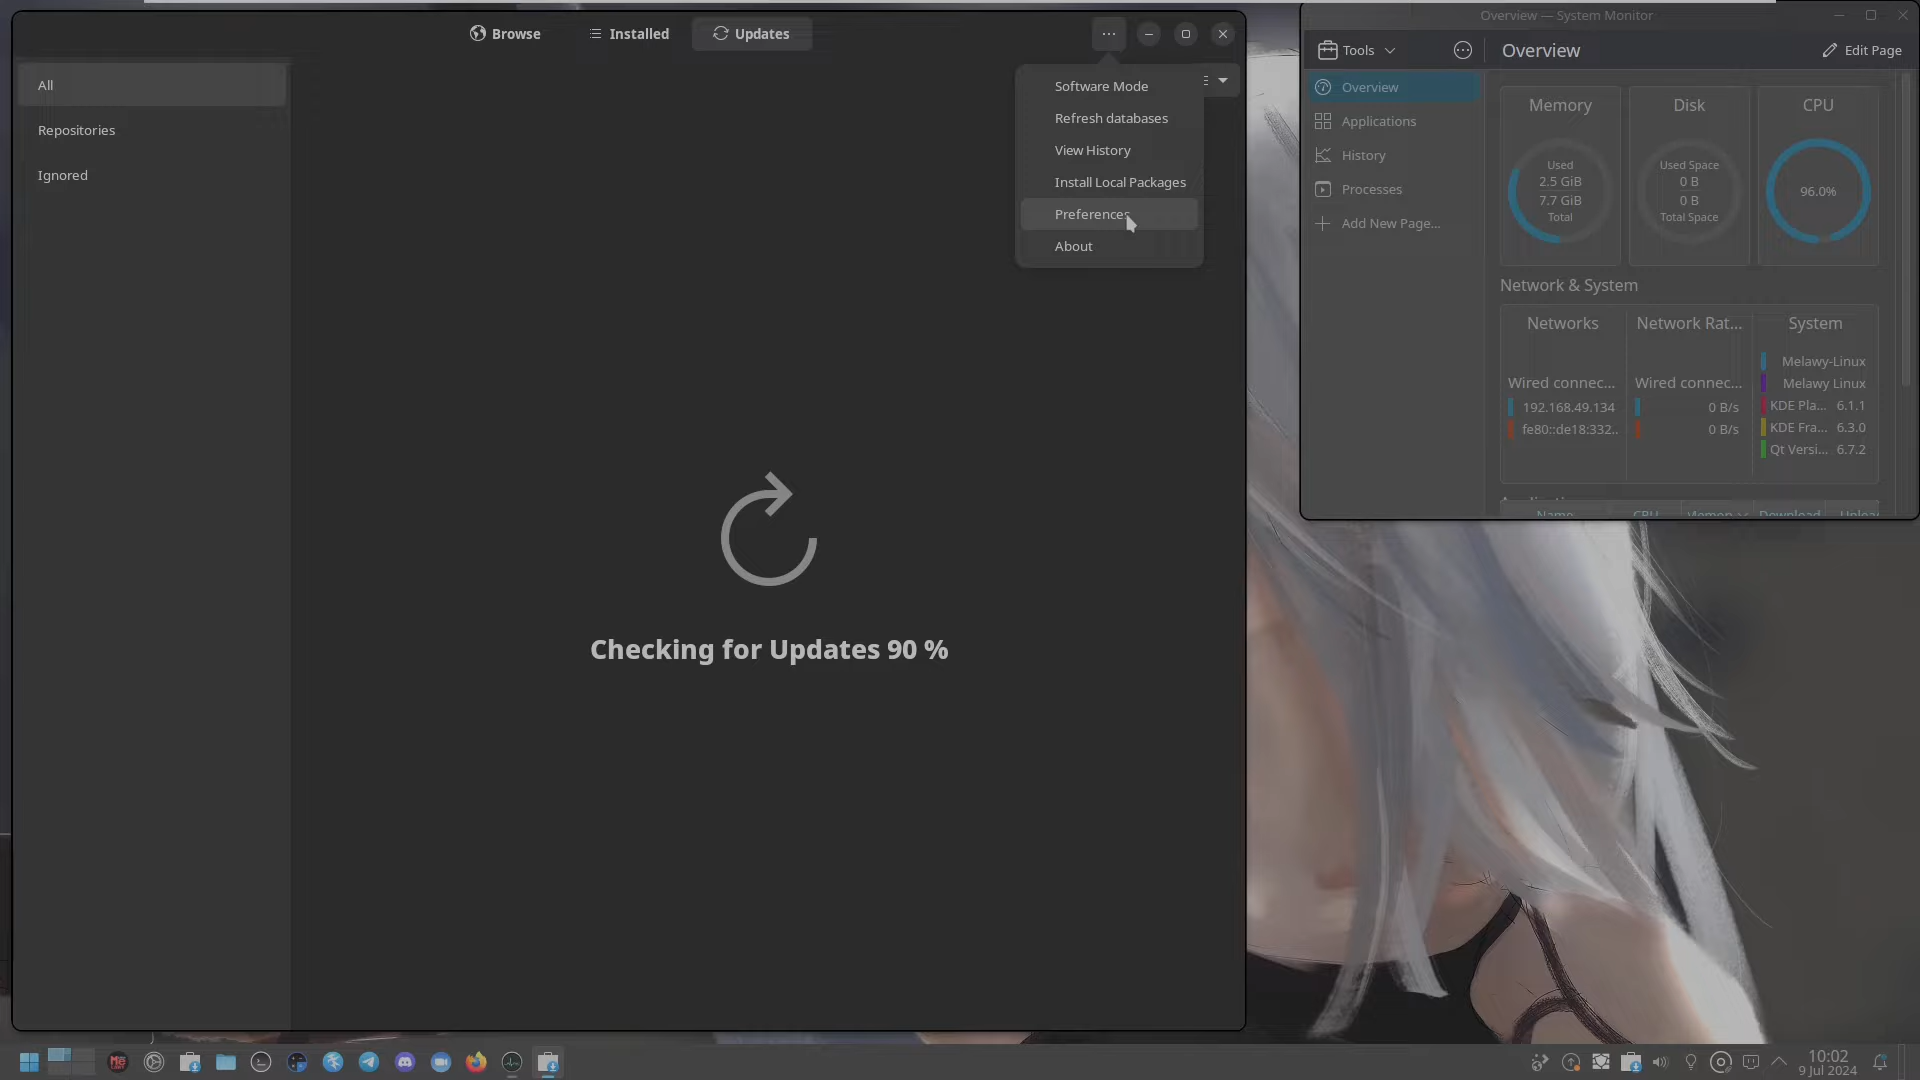 Browse
Installed
Updates
All
Repositories
Ignored
Software Mode
Refresh databases
View History
Install Local Packages
Preferences
About
Checking for Updates 90 %
Overview — System Monitor
Tools
Overview
Edit Page
Overview
Applications
History
Processes
Add New Page...
Memory
Used
2.5 GiB
7.7 GiB
Total
Disk
Used Space
0 B
0 B
Total Space
CPU
96.0%
Network & System
Networks
Wired connec...
192.168.49.134
fe80::de18:332..
Network Rat...
Wired connec...
0 B/s
0 B/s
System
Melawy-Linux
Melawy Linux
KDE Pla... 6.1.1
KDE Fra... 6.3.0
Qt Versi... 6.7.2
Name
CPU
Memory
Download
10:02
9 Jul 2024